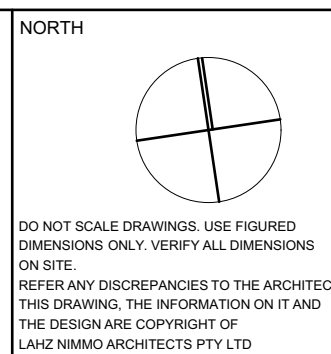 NORTH
DO NOT SCALE DRAWINGS. USE FIGURED
DIMENSIONS ONLY. VERIFY ALL DIMENSIONS
ON SITE.
REFER ANY DISCREPANCIES TO THE ARCHITEC
THIS DRAWING, THE INFORMATION ON IT AND
THE DESIGN ARE COPYRIGHT OF
LAHZ NIMMO ARCHITECTS PTY LTD